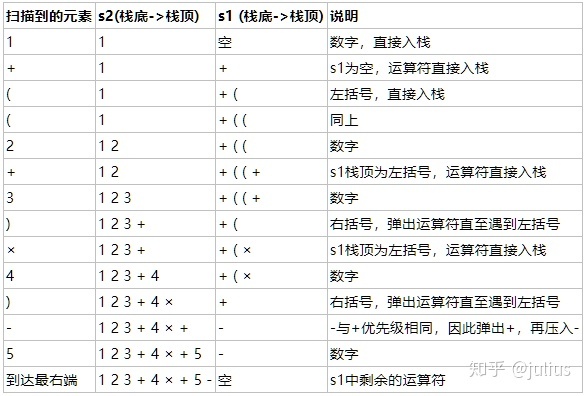 扫描到的元素 s2(栈底->栈顶) s1 (栈底->栈顶) 说明
1 1 空 数字，直接入栈
+ 1 + s1为空，运算符直接入栈
( 1 + ( 左括号，直接入栈
( 1 + ( ( 同上
2 1 2 + ( ( 数字
+ 1 2 + ( ( + s1栈顶为左括号，运算符直接入栈
3 1 2 3 + ( ( + 数字
) 1 2 3 + + ( 右括号，弹出运算符直至遇到左括号
× 1 2 3 + + ( × s1栈顶为左括号，运算符直接入栈
4 1 2 3 + 4 + ( × 数字
) 1 2 3 + 4 × + 右括号，弹出运算符直至遇到左括号
- 1 2 3 + 4 × + - -与+优先级相同，因此弹出+，再压入-
5 1 2 3 + 4 × + 5 - 数字
到达最右端 1 2 3 + 4 × + 5 - 空 s1中剩余的运算符
知乎 @julius